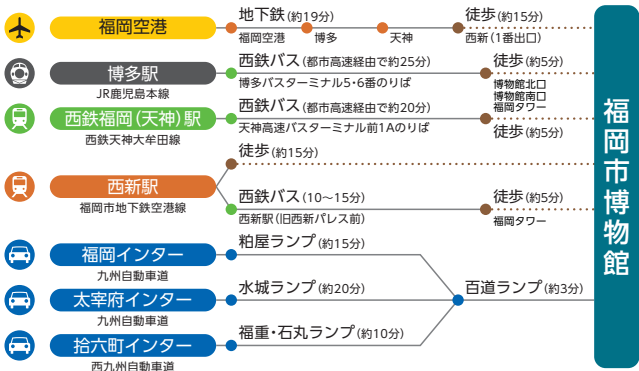 福岡空港
地下鉄(約19分)
福岡空港 博多 天神
徒歩(約15分)
西新(1番出口)
博多駅
JR鹿児島本線
西鉄バス(都市高速経由で約25分)
博多バスターミナル5・6番のりば
徒歩(約5分)
博物館北口
博物館南口
福岡タワー
西鉄福岡(天神)駅
西鉄天神大牟田線
西鉄バス(都市高速経由で約20分)
天神高速バスターミナル前1Aのりば
徒歩(約5分)
西新駅
福岡市地下鉄空港線
徒歩(約15分)
西鉄バス(10〜15分)
西新駅(旧西新パレス前)
徒歩(約5分)
福岡タワー
福岡インター
九州自動車道
粕屋ランプ(約15分)
太宰府インター
九州自動車道
水城ランプ(約20分)
百道ランプ(約3分)
拾六町インター
西九州自動車道
福重・石丸ランプ(約10分)
福岡市博物館